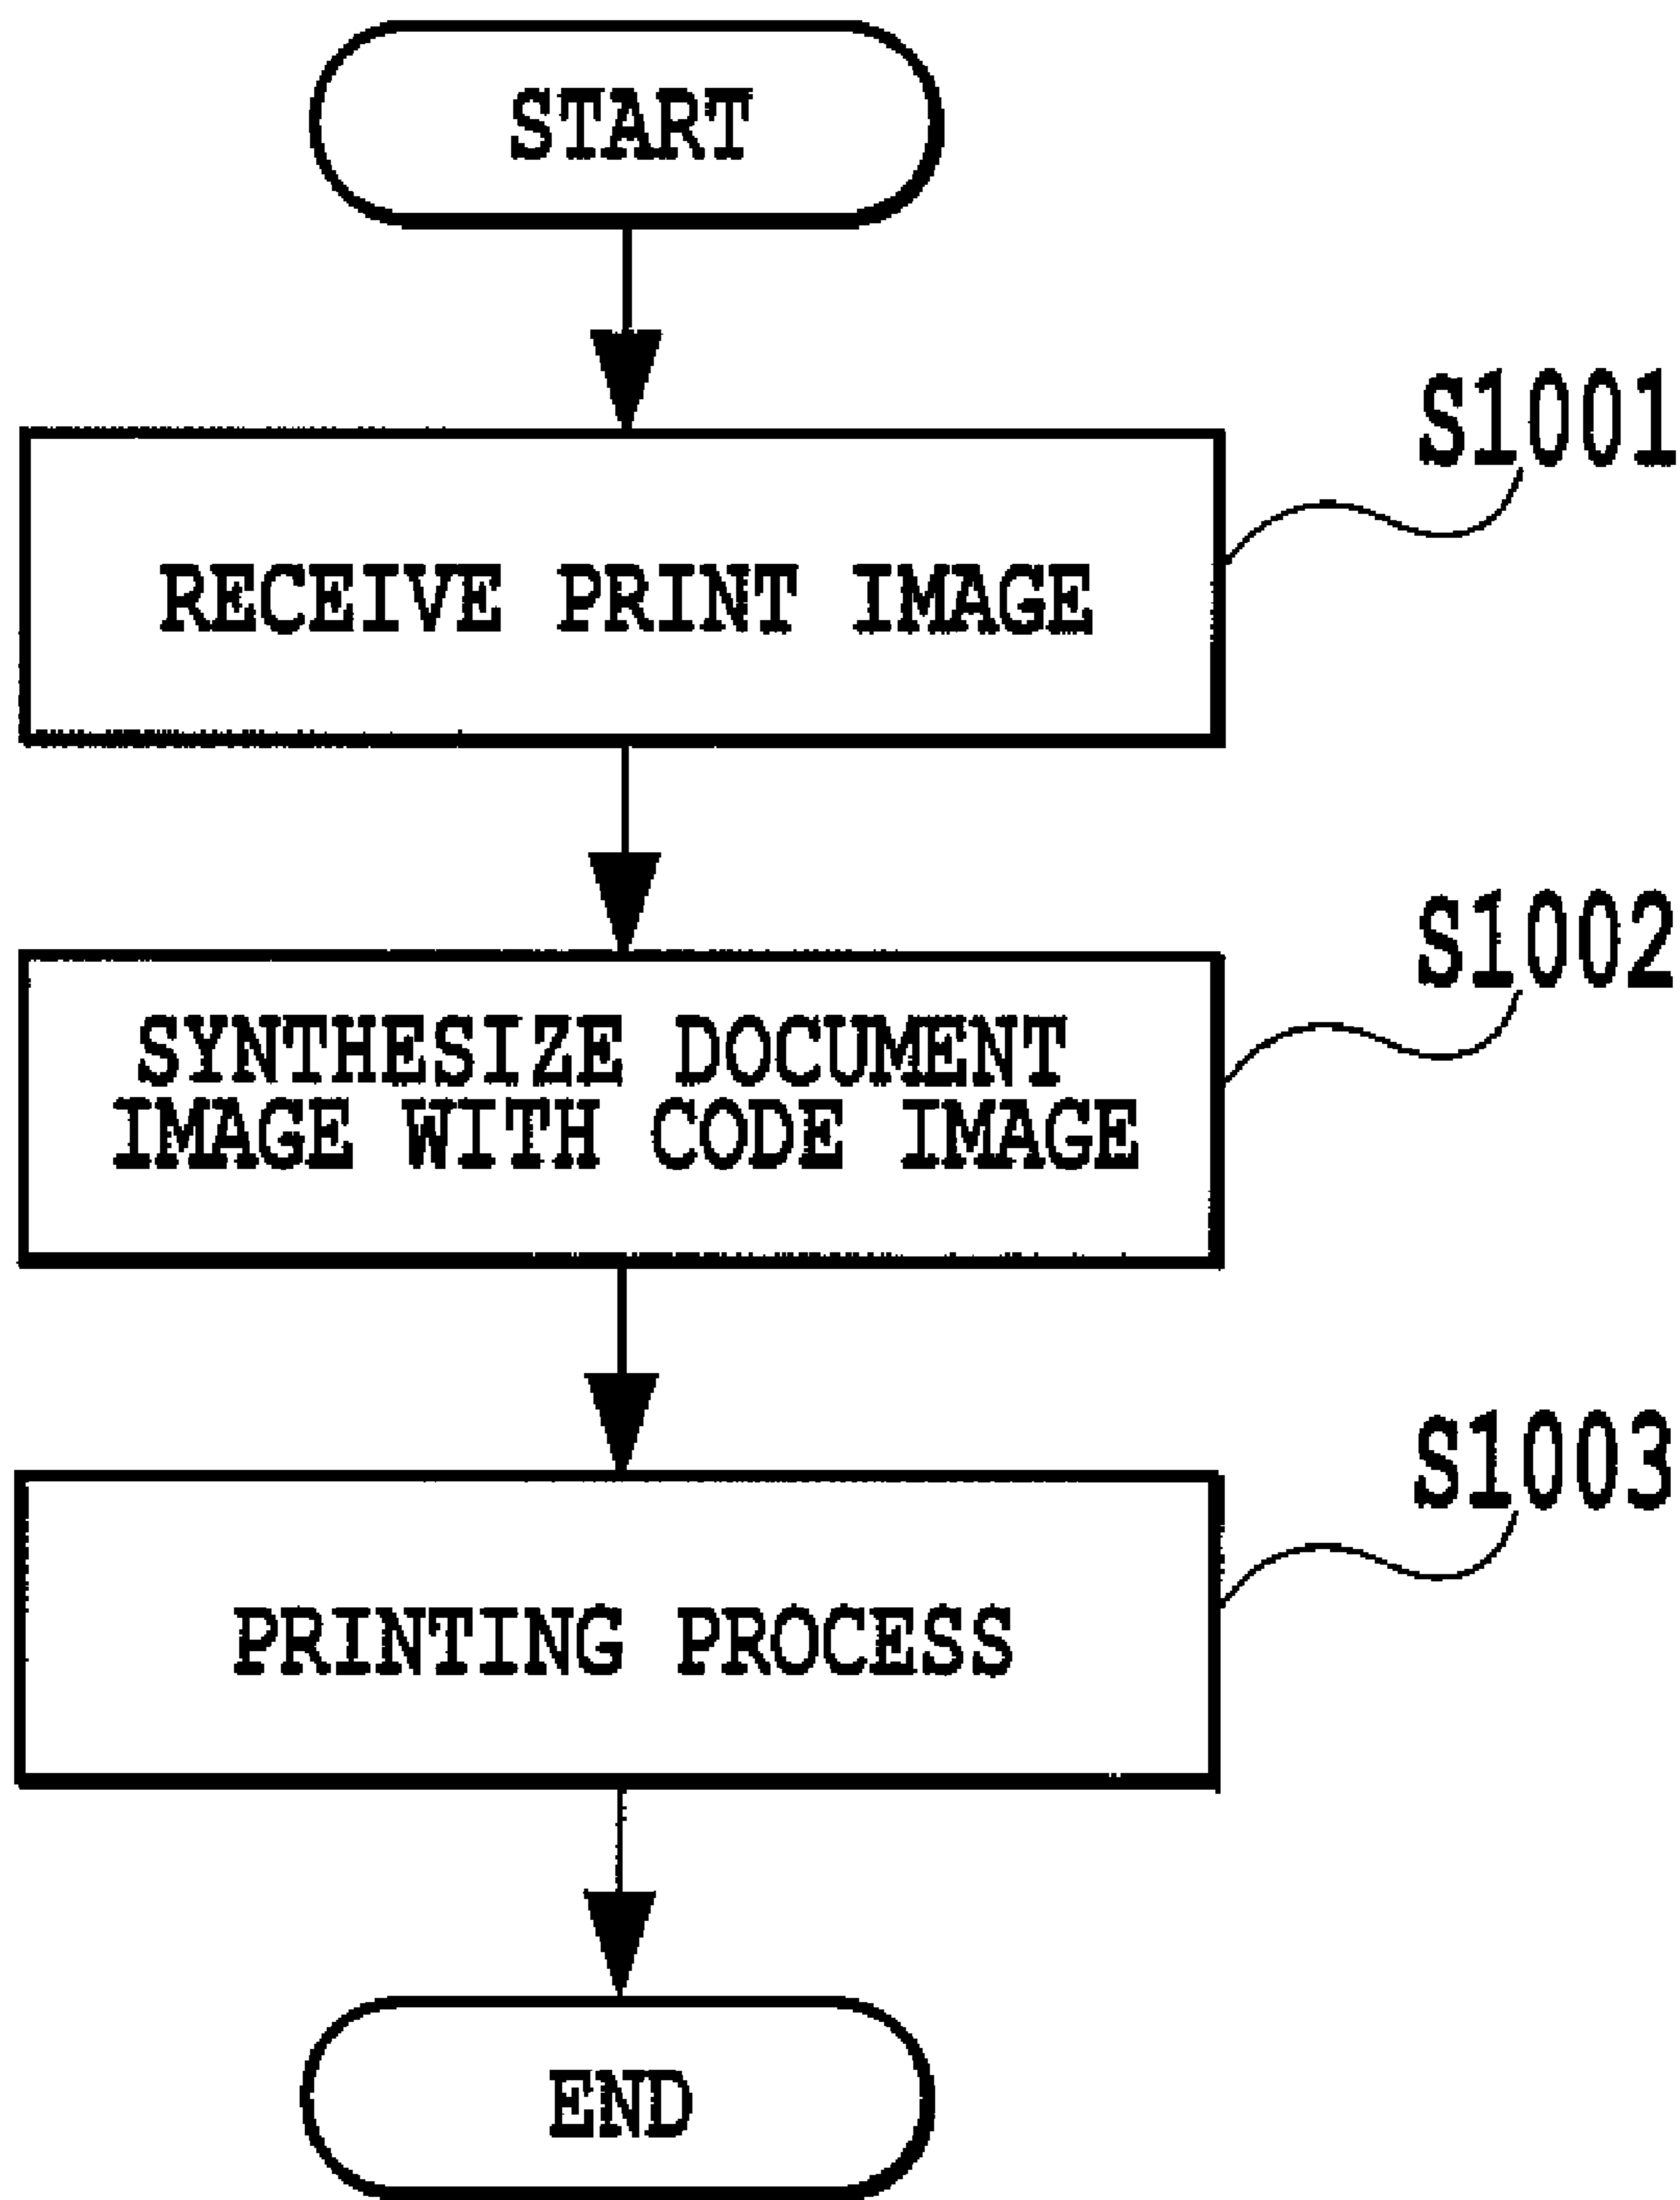 START
S1001
RECEIVE PRINT IMAGE
S1002
SYNTHESIZE DOCUMENT
IMAGE WITH CODE IMAGE
S1003
PRINTING PROCESS
END